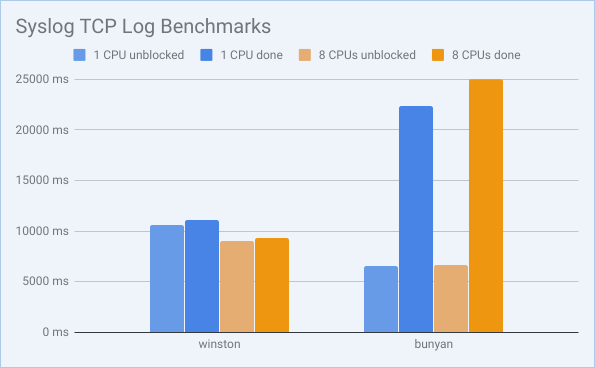 Syslog TCP Log Benchmarks
1 CPU unblocked 1 CPU done 8 CPUs unblocked 8 CPUs done
25000 ms
20000 ms
15000 ms
10000 ms
5000 ms
0 ms
winston bunyan